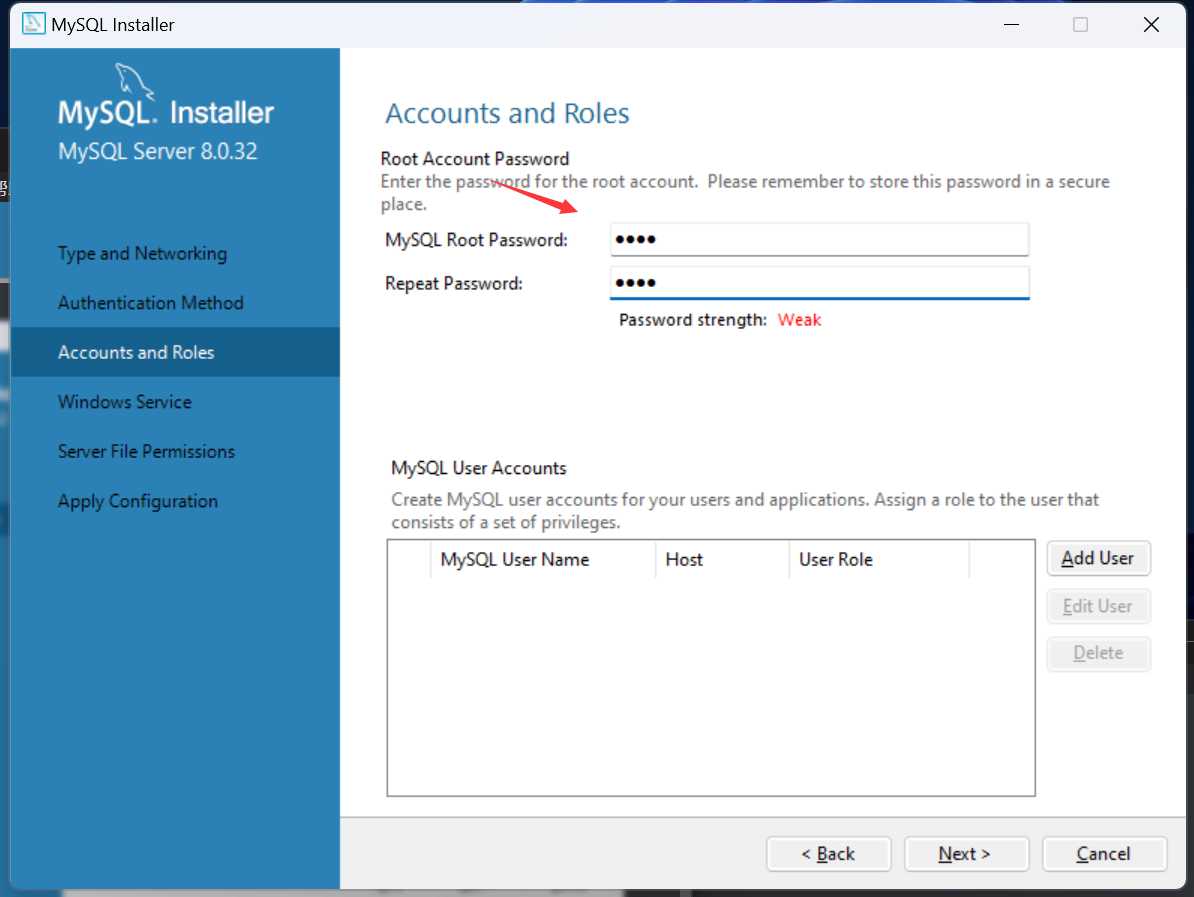 MySQL Installer
MySQL. Installer
MySQL Server 8.0.32
Type and Networking
Authentication Method
Accounts and Roles
Windows Service
Server File Permissions
Apply Configuration
Accounts and Roles
Root Account Password
Enter the password for the root account.  Please remember to store this password in a secure
place.
MySQL Root Password: ●●●●
Repeat Password: ●●●●
Password strength: Weak
MySQL User Accounts
Create MySQL user accounts for your users and applications. Assign a role to the user that
consists of a set of privileges.
MySQL User Name Host User Role
Add User
Edit User
Delete
< Back Next > Cancel